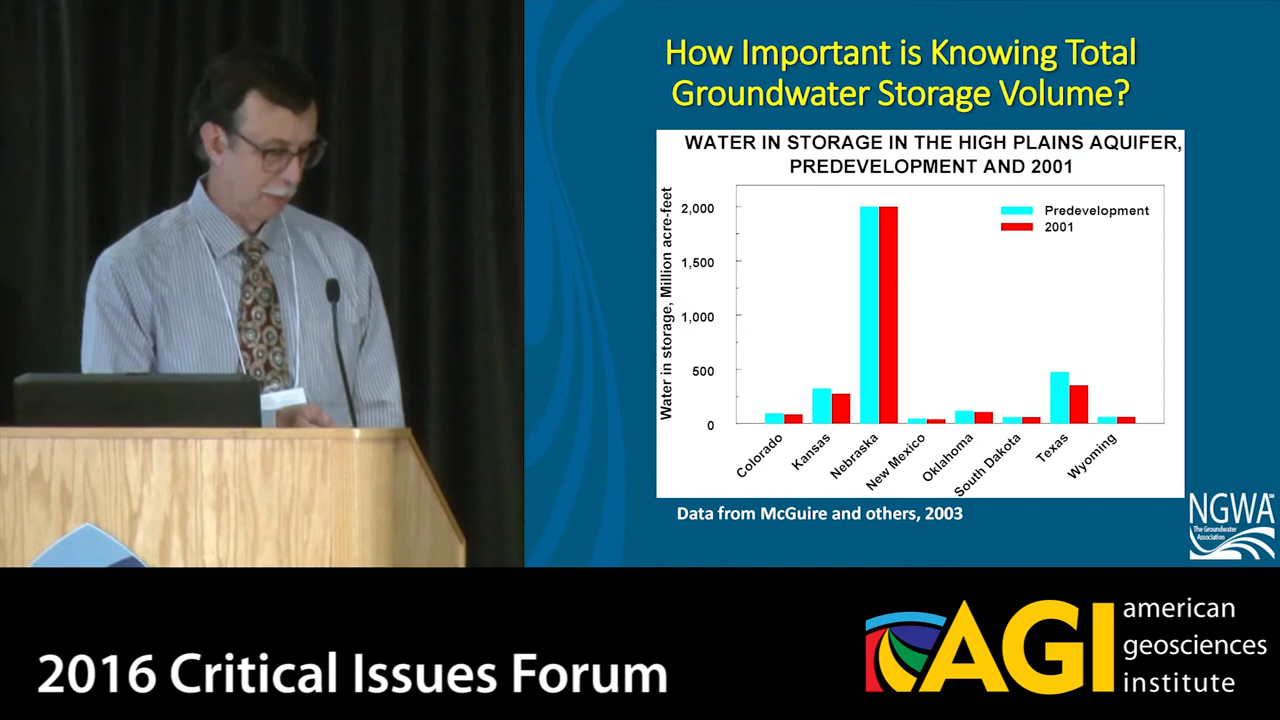 How Important is Knowing Total
Groundwater Storage Volume?
WATER IN STORAGE IN THE HIGH PLAINS AQUIFER,
PREDEVELOPMENT AND 2001
Water in storage, Million acre-feet
2,000
1,500
1,000
500
0
Predevelopment
2001
Colorado
Kansas
Nebraska
New Mexico
Oklahoma
South Dakota
Texas
Wyoming
Data from McGuire and others, 2003
NGWA
The Groundwater
Association
2016 Critical Issues Forum
AGI
american
geosciences
institute